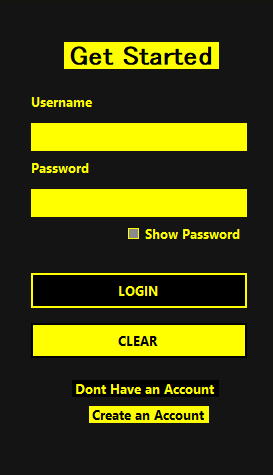 Get Started
Username
Password
Show Password
LOGIN
CLEAR
Dont Have an Account
Create an Account